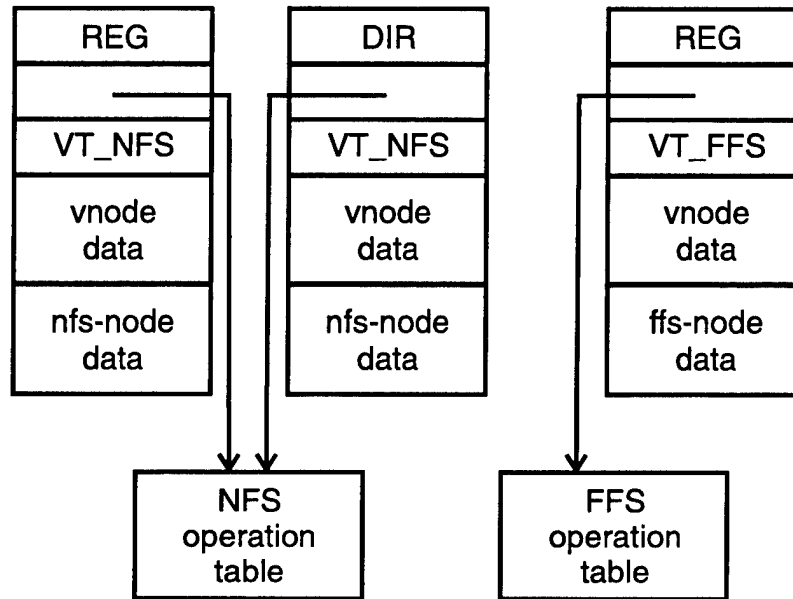 REG
VT_NFS
vnode
data
nfs-node
data
DIR
VT_NFS
vnode
data
nfs-node
data
REG
VT_FFS
vnode
data
ffs-node
data
NFS
operation
table
FFS
operation
table